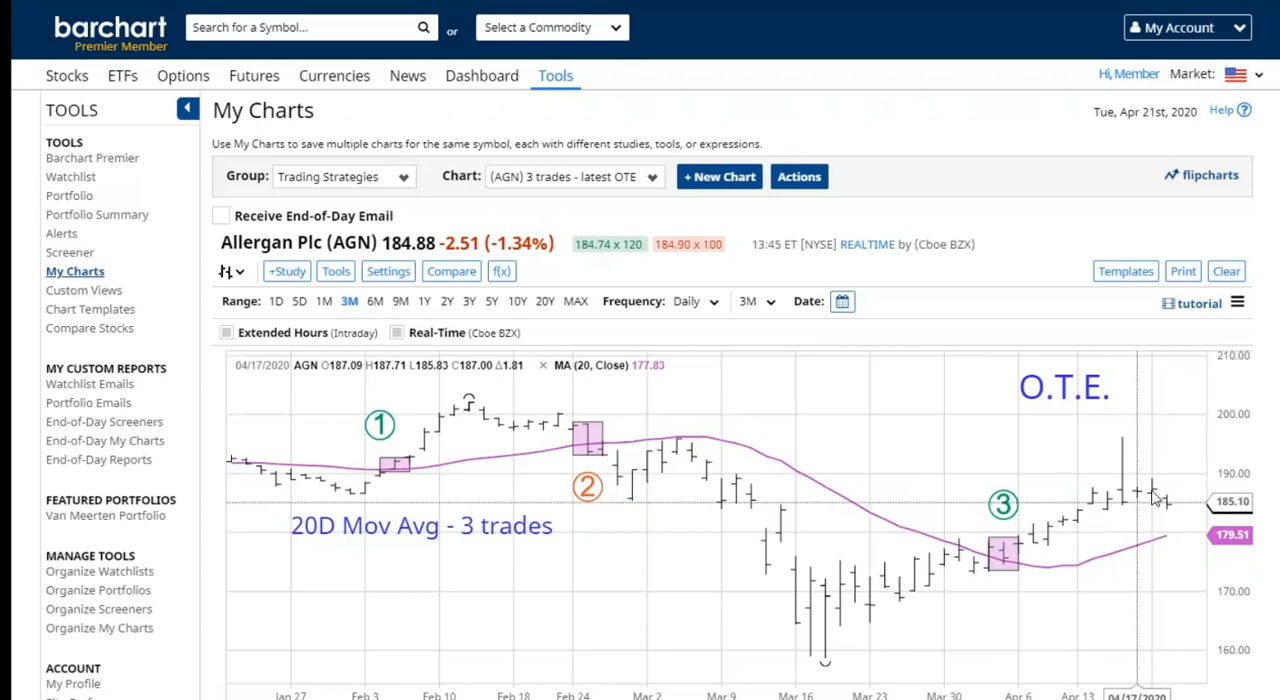 barchart
Premier Member
Search for a Symbol...
or
Select a Commodity
My Account
Stocks ETFs Options Futures Currencies News Dashboard Tools
Hi, Member Market:
TOOLS
My Charts
Tue, Apr 21st, 2020 Help ?
Use My Charts to save multiple charts for the same symbol, each with different studies, tools, or expressions.
Group: Trading Strategies Chart: (AGN) 3 trades - latest OTE + New Chart Actions flipcharts
Receive End-of-Day Email
Allergan Plc (AGN) 184.88 -2.51 (-1.34%) 184.74 x 120 184.90 x 100 13:45 ET [NYSE] REALTIME by (Cboe BZX)
+Study Tools Settings Compare f(x) Templates Print Clear
Range: 1D 5D 1M 3M 6M 9M 1Y 2Y 3Y 5Y 10Y 20Y MAX Frequency: Daily 3M Date: tutorial
Extended Hours (Intraday) Real-Time (Cboe BZX)
04/17/2020 AGN O187.09 H187.71 L185.83 C187.00 Δ1.81 × MA (20, Close) 177.83
O.T.E.
1
2
3
20D Mov Avg - 3 trades
210.00
200.00
190.00
185.10
179.51
170.00
160.00
Jan 27 Feb 3 Feb 10 Feb 18 Feb 24 Mar 2 Mar 9 Mar 16 Mar 23 Mar 30 Apr 6 Apr 13 04/17/2020
TOOLS
Barchart Premier
Watchlist
Portfolio
Portfolio Summary
Alerts
Screener
My Charts
Custom Views
Chart Templates
Compare Stocks
MY CUSTOM REPORTS
Watchlist Emails
Portfolio Emails
End-of-Day Screeners
End-of-Day My Charts
End-of-Day Reports
FEATURED PORTFOLIOS
Van Meerten Portfolio
MANAGE TOOLS
Organize Watchlists
Organize Portfolios
Organize Screeners
Organize My Charts
ACCOUNT
My Profile